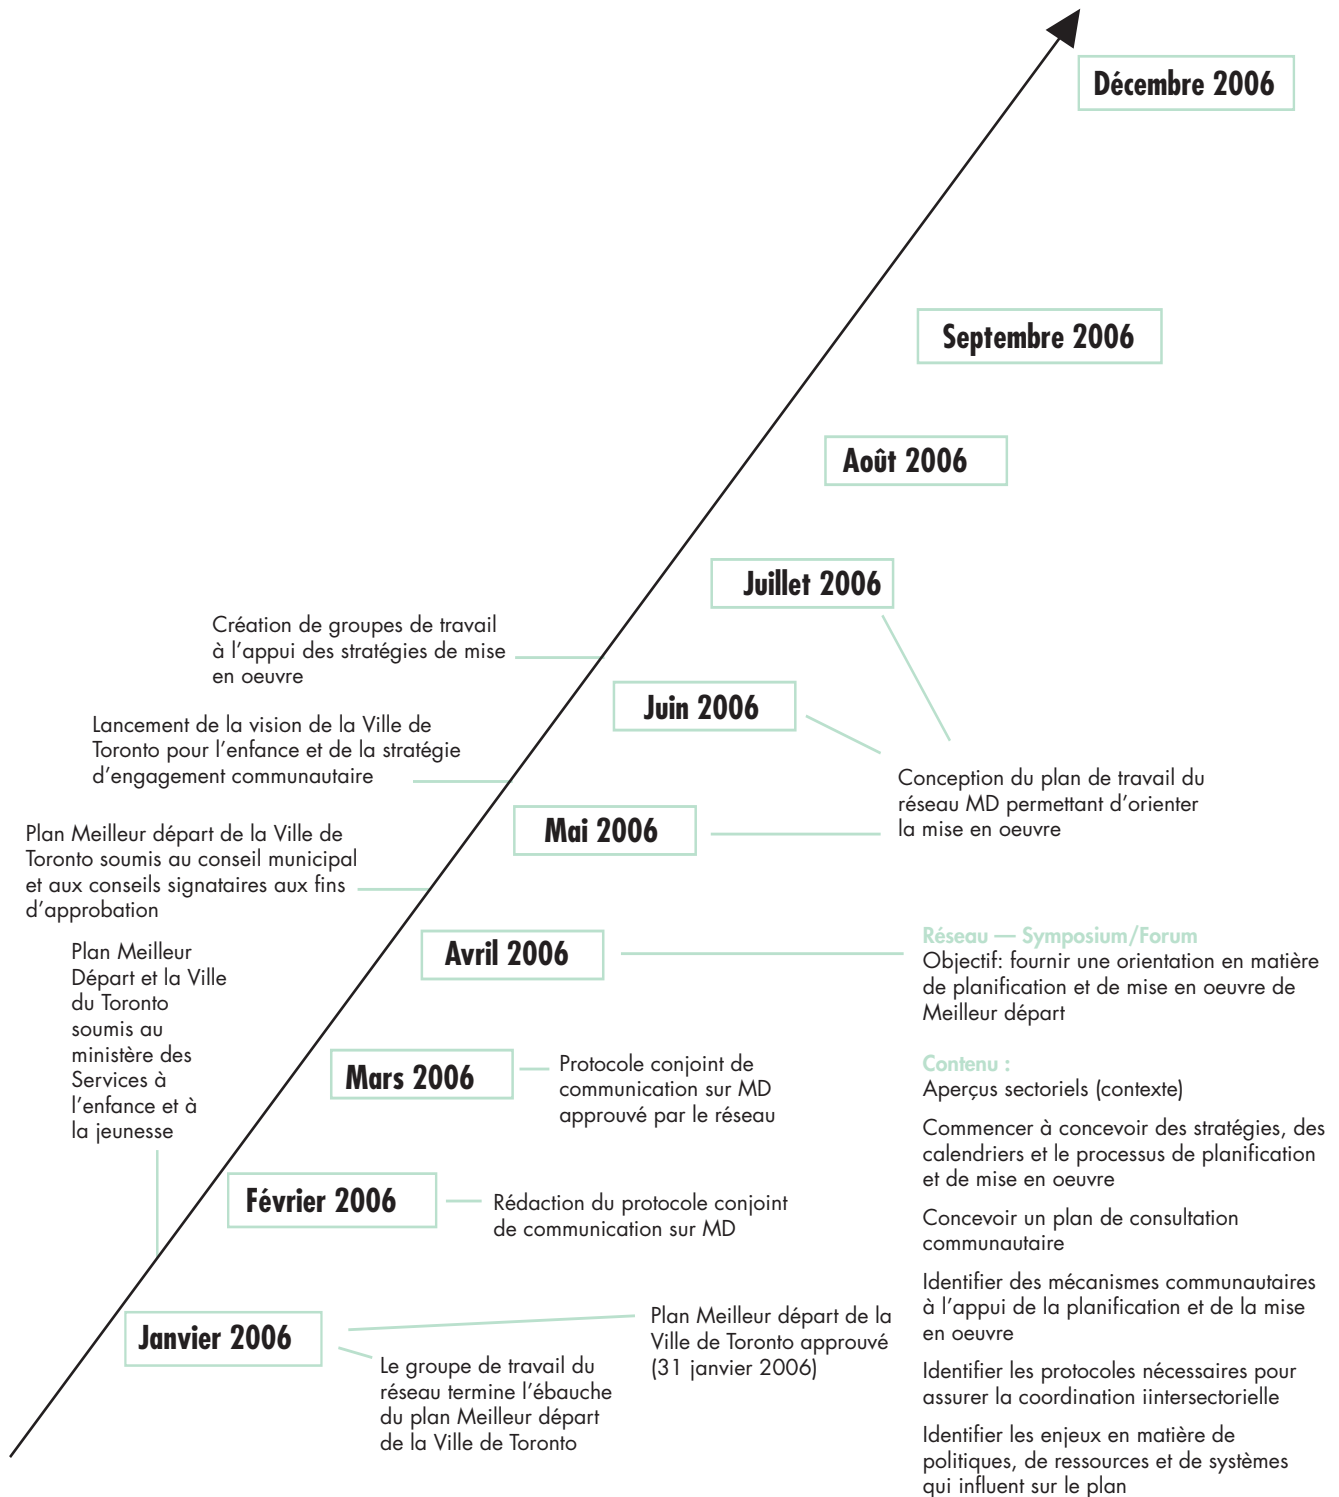 Décembre 2006
Septembre 2006
Août 2006
Juillet 2006
Création de groupes de travail
à l'appui des stratégies de mise
en oeuvre
Juin 2006
Lancement de la vision de la Ville de
Toronto pour l'enfance et de la stratégie
d'engagement communautaire
Conception du plan de travail du
réseau MD permettant d'orienter
la mise en oeuvre
Mai 2006
Plan Meilleur départ de la Ville de
Toronto soumis au conseil municipal
et aux conseils signataires aux fins
d'approbation
Avril 2006
Plan Meilleur
Départ et la Ville
du Toronto
soumis au
ministère des
Services à
l'enfance et à
la jeunesse
Réseau — Symposium/Forum
Objectif: fournir une orientation en matière
de planification et de mise en oeuvre de
Meilleur départ
Contenu :
Aperçus sectoriels (contexte)
Commencer à concevoir des stratégies, des
calendriers et le processus de planification
et de mise en oeuvre
Concevoir un plan de consultation
communautaire
Identifier des mécanismes communautaires
à l'appui de la planification et de la mise
en oeuvre
Identifier les protocoles nécessaires pour
assurer la coordination iintersectorielle
Identifier les enjeux en matière de
politiques, de ressources et de systèmes
qui influent sur le plan
Mars 2006
Protocole conjoint de
communication sur MD
approuvé par le réseau
Février 2006
Rédaction du protocole conjoint
de communication sur MD
Janvier 2006
Plan Meilleur départ de la
Ville de Toronto approuvé
(31 janvier 2006)
Le groupe de travail du
réseau termine l'ébauche
du plan Meilleur départ
de la Ville de Toronto